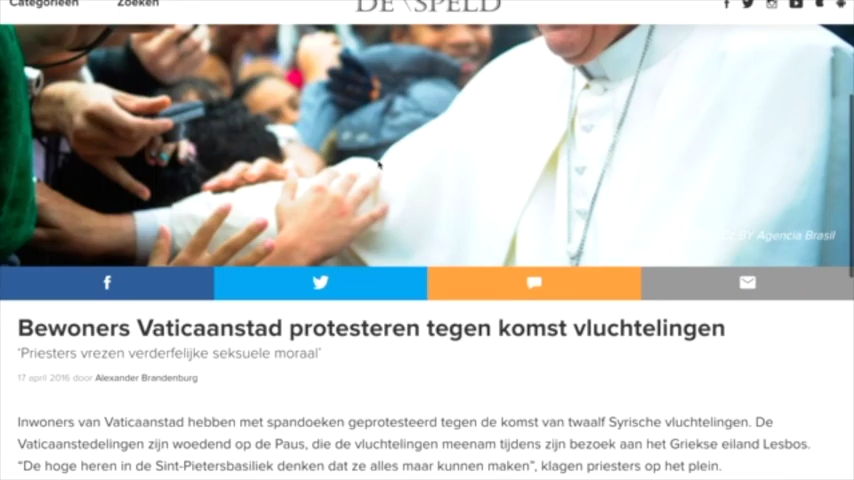 Categorieën Zoeken DE SPELD
Agencia Brasil
Bewoners Vaticaanstad protesteren tegen komst vluchtelingen
‘Priesters vrezen verderfelijke seksuele moraal’
17 april 2016 door Alexander Brandenburg
Inwoners van Vaticaanstad hebben met spandoeken geprotesteerd tegen de komst van twaalf Syrische vluchtelingen. De
Vaticaanstedelingen zijn woedend op de Paus, die de vluchtelingen meenam tijdens zijn bezoek aan het Griekse eiland Lesbos.
“De hoge heren in de Sint-Pietersbasiliek denken dat ze alles maar kunnen maken”, klagen priesters op het plein.